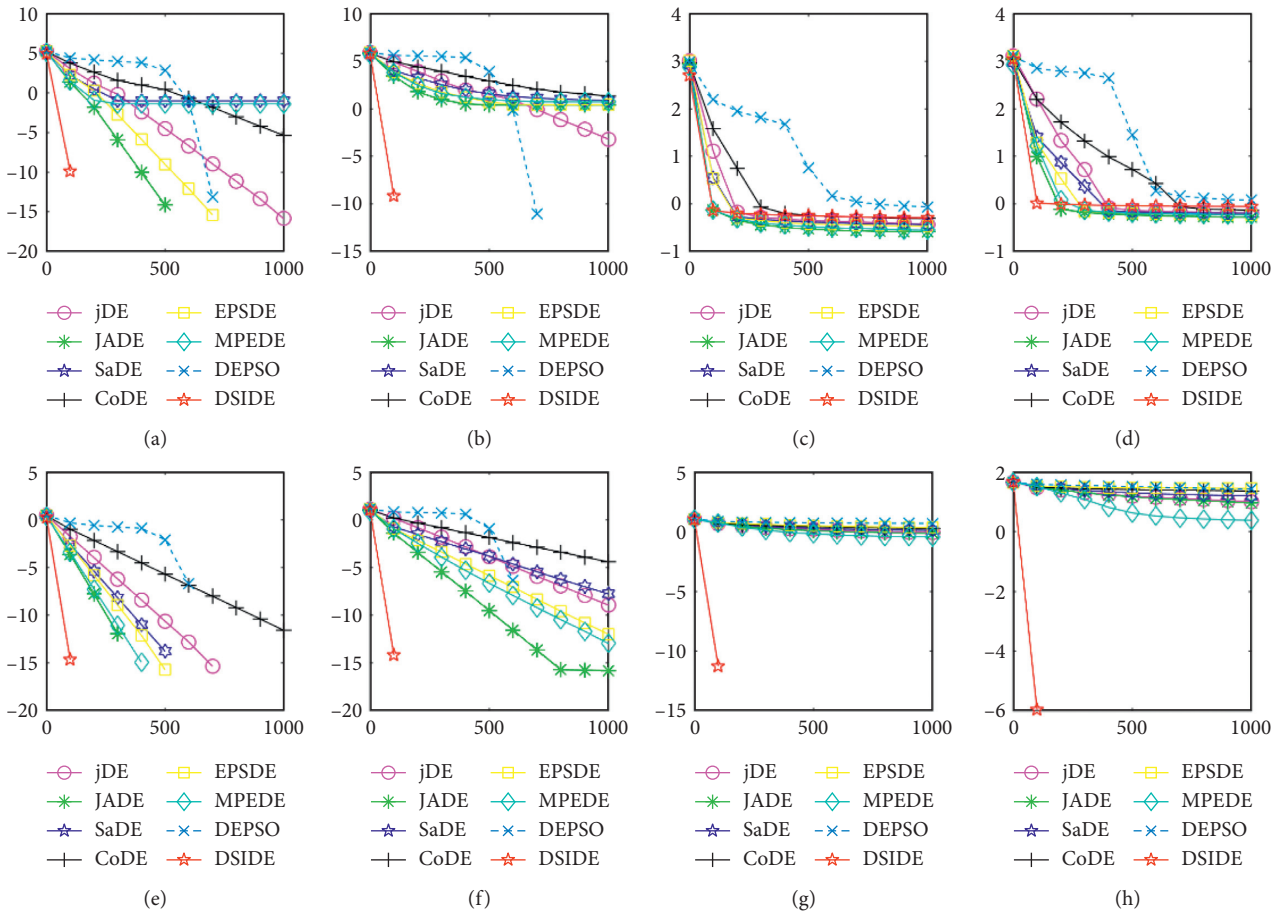 10
5
0
–5
–10
–15
–20
0
500
1000
jDE
JADE
SaDE
CoDE
EPSDE
MPEDE
DEPSO
DSIDE
(a)
10
5
0
–5
–10
–15
0
500
1000
jDE
JADE
SaDE
CoDE
EPSDE
MPEDE
DEPSO
DSIDE
(b)
4
3
2
1
0
–1
0
500
1000
jDE
JADE
SaDE
CoDE
EPSDE
MPEDE
DEPSO
DSIDE
(c)
4
3
2
1
0
–1
0
500
1000
jDE
JADE
SaDE
CoDE
EPSDE
MPEDE
DEPSO
DSIDE
(d)
5
0
–5
–10
–15
–20
0
500
1000
jDE
JADE
SaDE
CoDE
EPSDE
MPEDE
DEPSO
DSIDE
(e)
5
0
–5
–10
–15
–20
0
500
1000
jDE
JADE
SaDE
CoDE
EPSDE
MPEDE
DEPSO
DSIDE
(f)
5
0
–5
–10
–15
0
500
1000
jDE
JADE
SaDE
CoDE
EPSDE
MPEDE
DEPSO
DSIDE
(g)
2
0
–2
–4
–6
0
500
1000
jDE
JADE
SaDE
CoDE
EPSDE
MPEDE
DEPSO
DSIDE
(h)